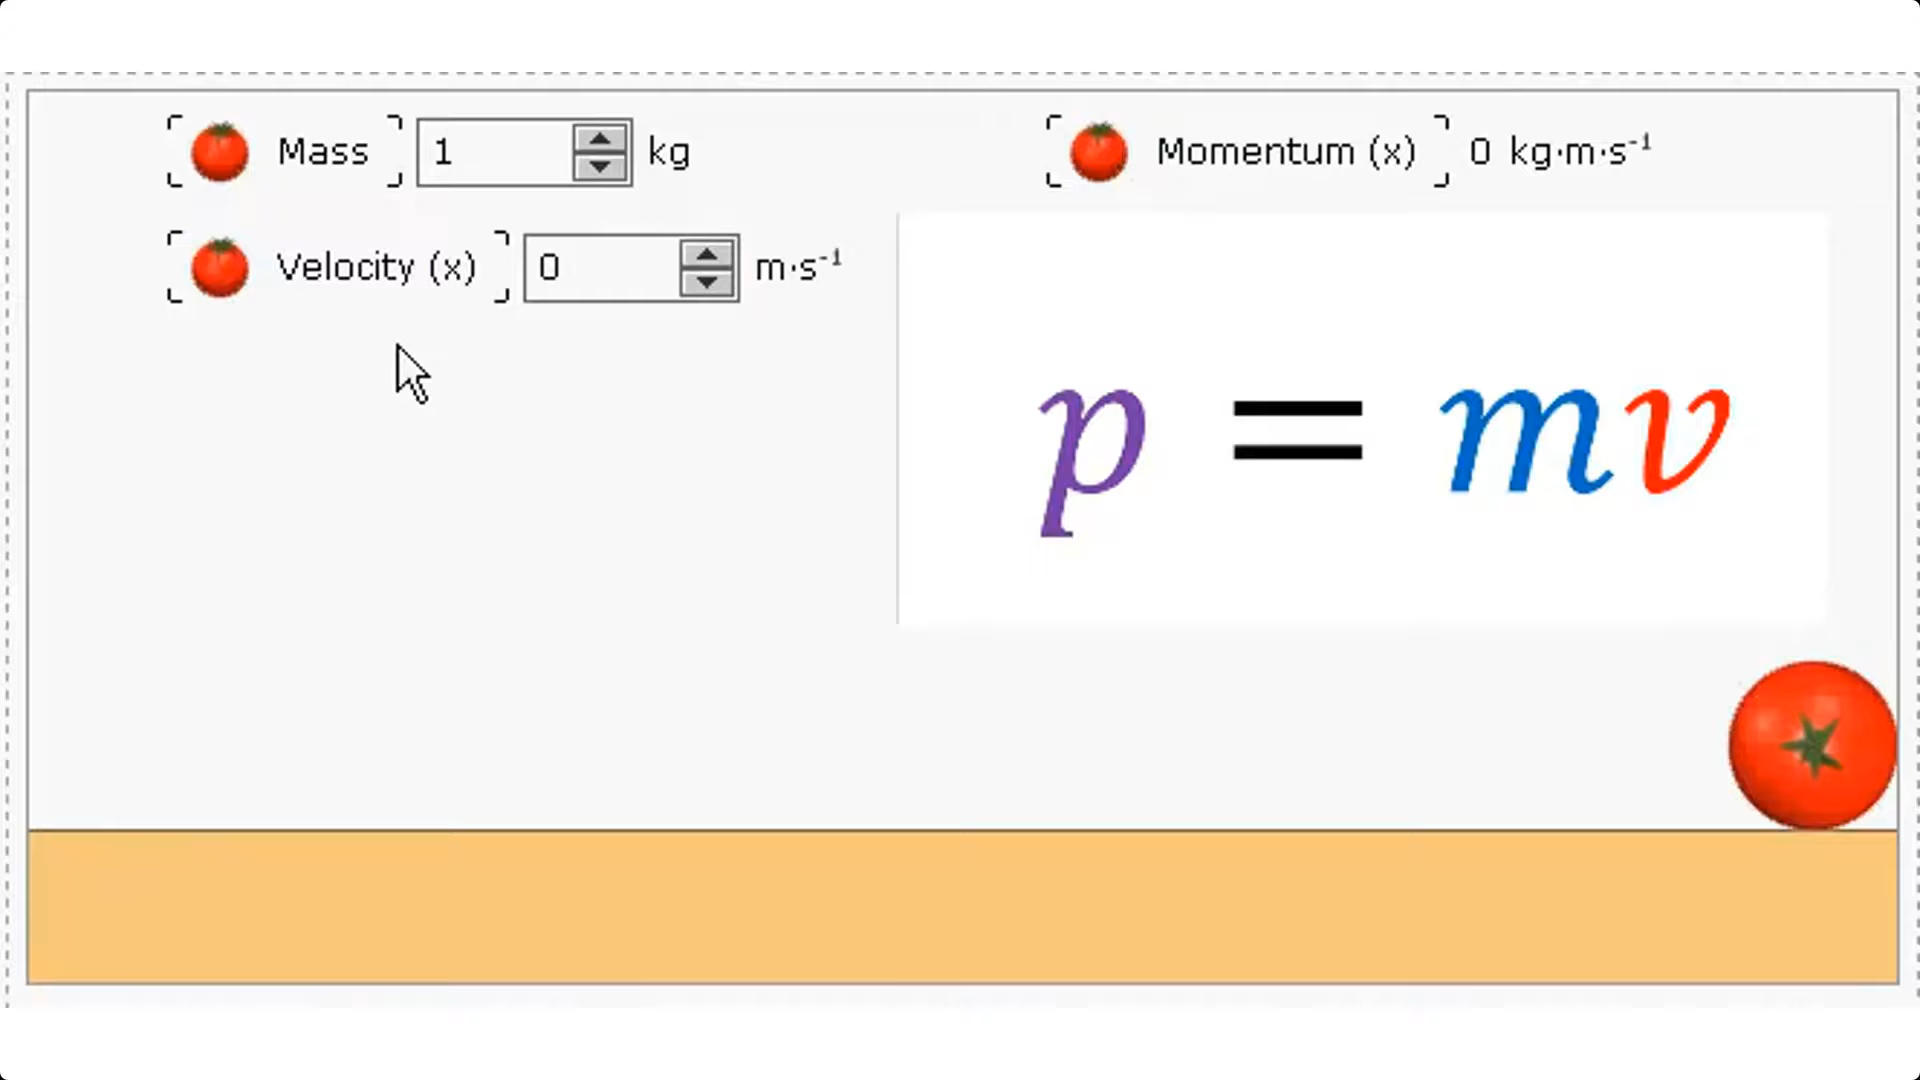 Mass 1 kg
Momentum (x) 0 kg·m·s⁻¹
Velocity (x) 0 m·s⁻¹
p = mv